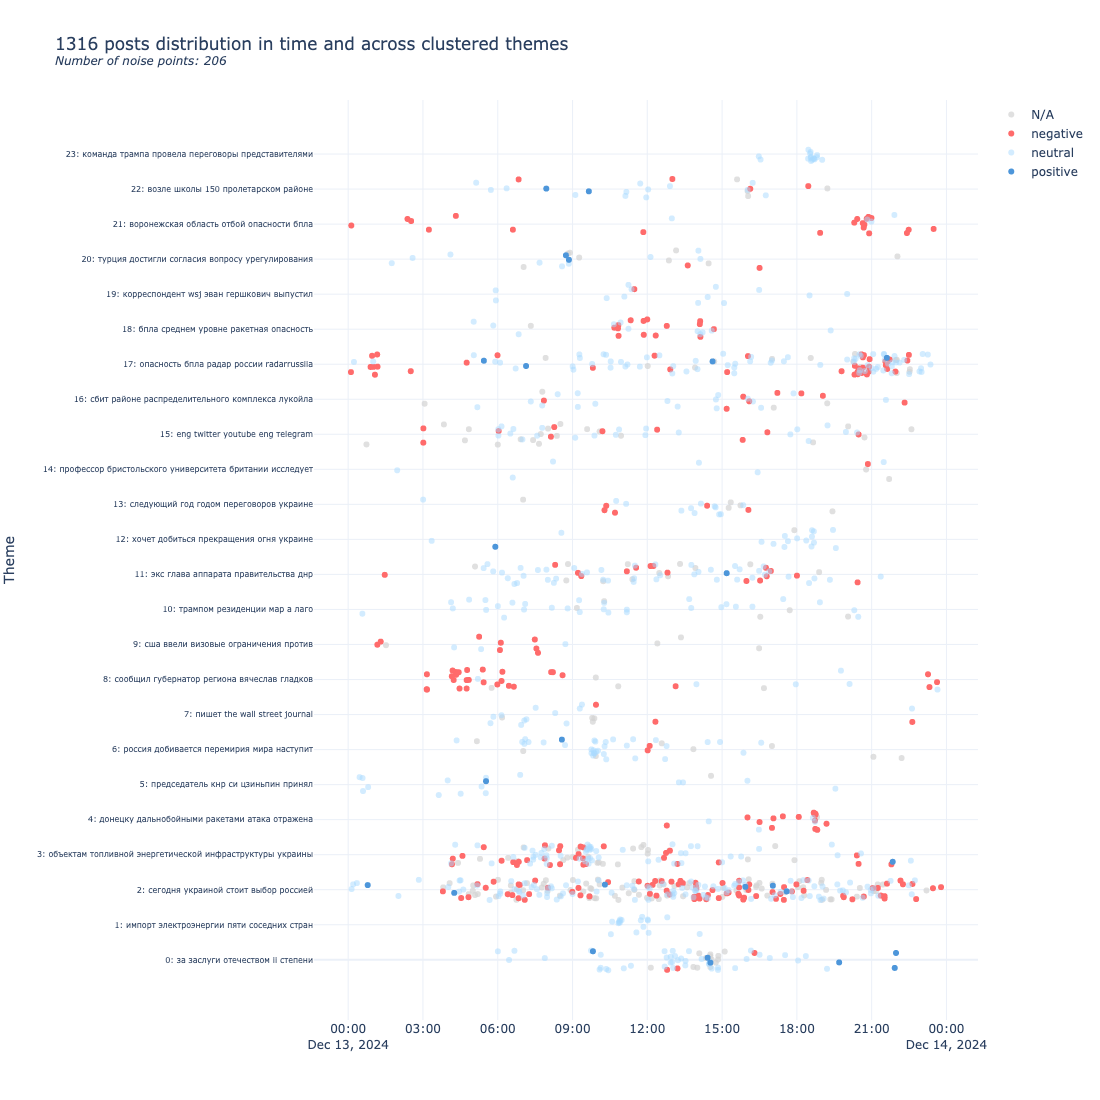 1316 posts distribution in time and across clustered themes
Number of noise points: 206
N/A
negative
neutral
positive
Theme
23: команда трампа провела переговоры представителями
22: возле школы 150 пролетарском районе
21: воронежская область отбой опасности бпла
20: турция достигли согласия вопросу урегулирования
19: корреспондент wsj эван гершкович выпустил
18: бпла среднем уровне ракетная опасность
17: опасность бпла радар россии radarrussiia
16: сбит районе распределительного комплекса лукойла
15: eng twitter youtube eng telegram
14: профессор бристольского университета британии исследует
13: следующий год годом переговоров украине
12: хочет добиться прекращения огня украине
11: экс глава аппарата правительства днр
10: трампом резиденции мар а лаго
9: сша ввели визовые ограничения против
8: сообщил губернатор региона вячеслав гладков
7: пишет the wall street journal
6: россия добивается перемирия мира наступит
5: председатель кнр си цзиньпин принял
4: донецку дальнобойными ракетами атака отражена
3: объектам топливной энергетической инфраструктуры украины
2: сегодня украиной стоит выбор россией
1: импорт электроэнергии пяти соседних стран
0: за заслуги отечеством ii степени
00:00 03:00 06:00 09:00 12:00 15:00 18:00 21:00 00:00
Dec 13, 2024 Dec 14, 2024